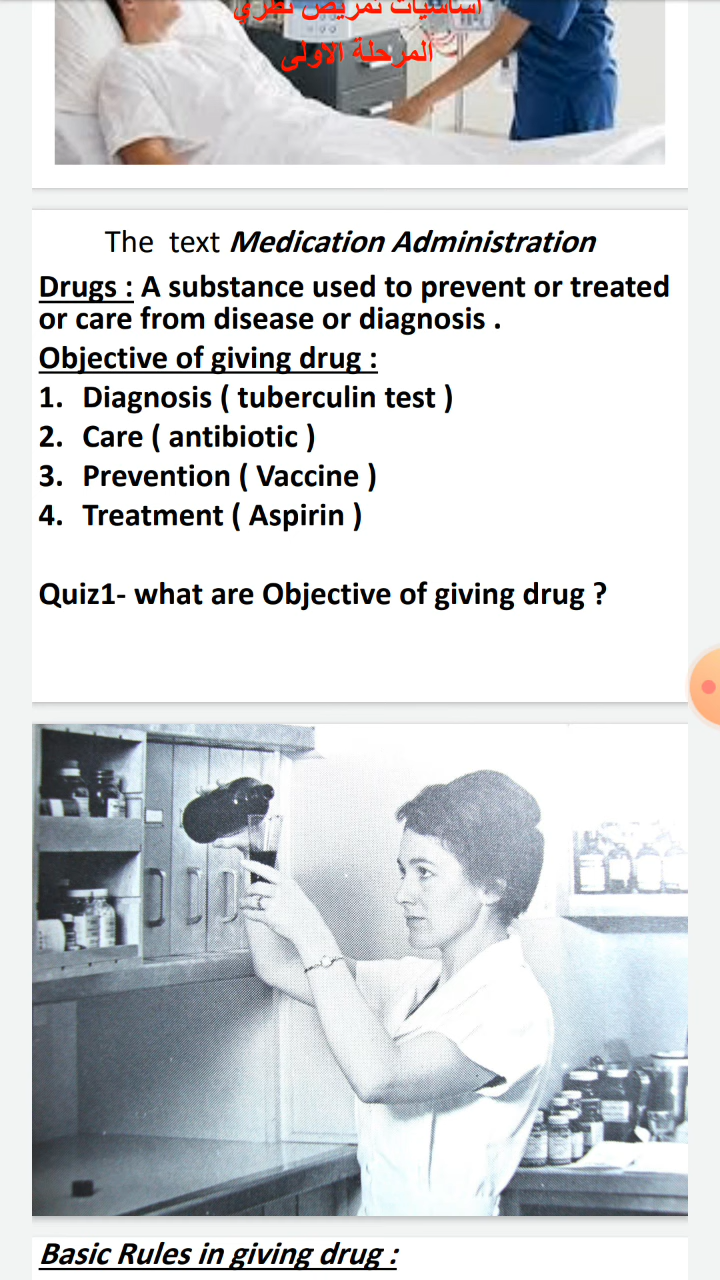 اساسيات تمريض نظري
المرحلة الاولى
The text Medication Administration
Drugs : A substance used to prevent or treated
or care from disease or diagnosis .
Objective of giving drug :
1. Diagnosis ( tuberculin test )
2. Care ( antibiotic )
3. Prevention ( Vaccine )
4. Treatment ( Aspirin )
Quiz1- what are Objective of giving drug ?
Basic Rules in giving drug :